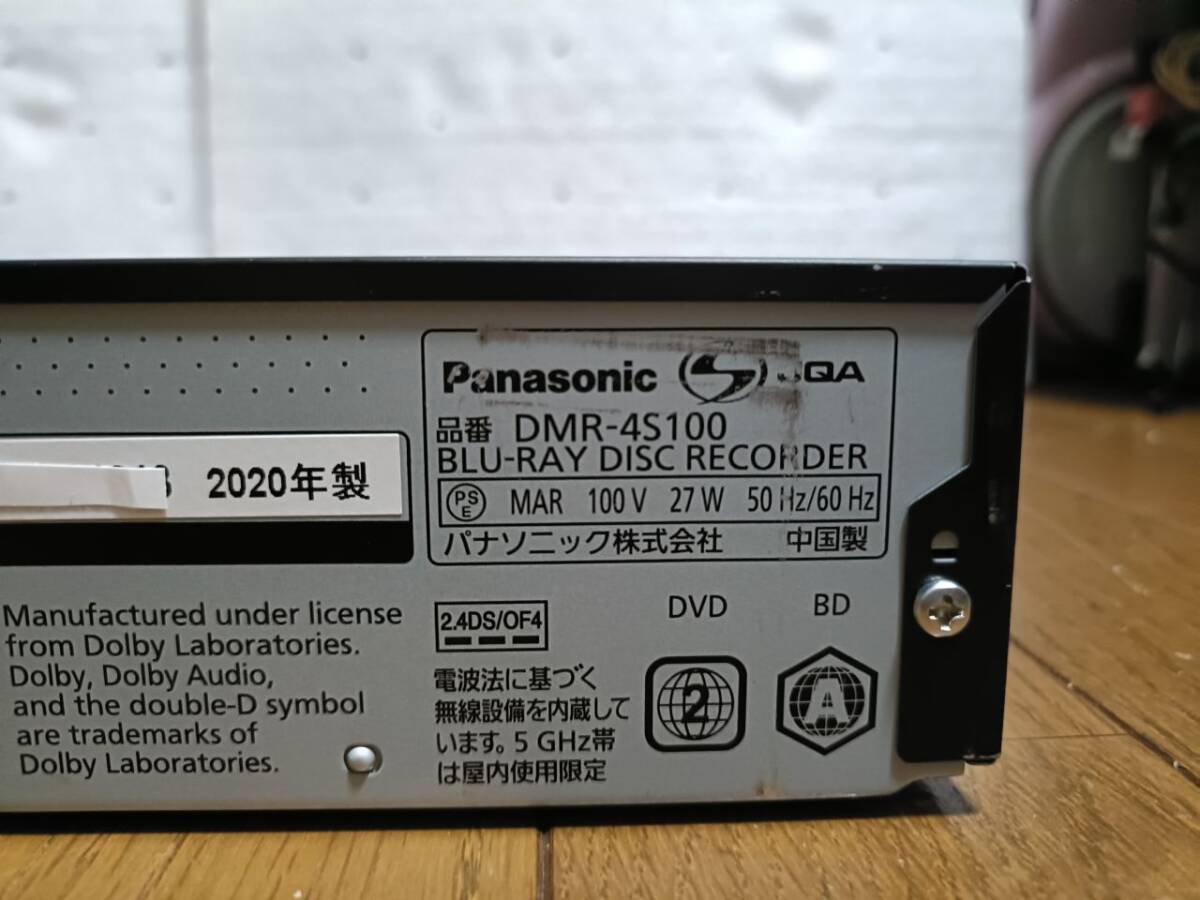 Panasonic JQA
品番 DMR-4S100
BLU-RAY DISC RECORDER
PS E MAR 100 V 27 W 50 Hz/60 Hz
パナソニック株式会社 中国製
2020年製
Manufactured under license
from Dolby Laboratories.
Dolby, Dolby Audio,
and the double-D symbol
are trademarks of
Dolby Laboratories.
2.4DS/OF4
電波法に基づく
無線設備を内蔵して
います。5 GHz帯
は屋内使用限定
DVD BD
2 A